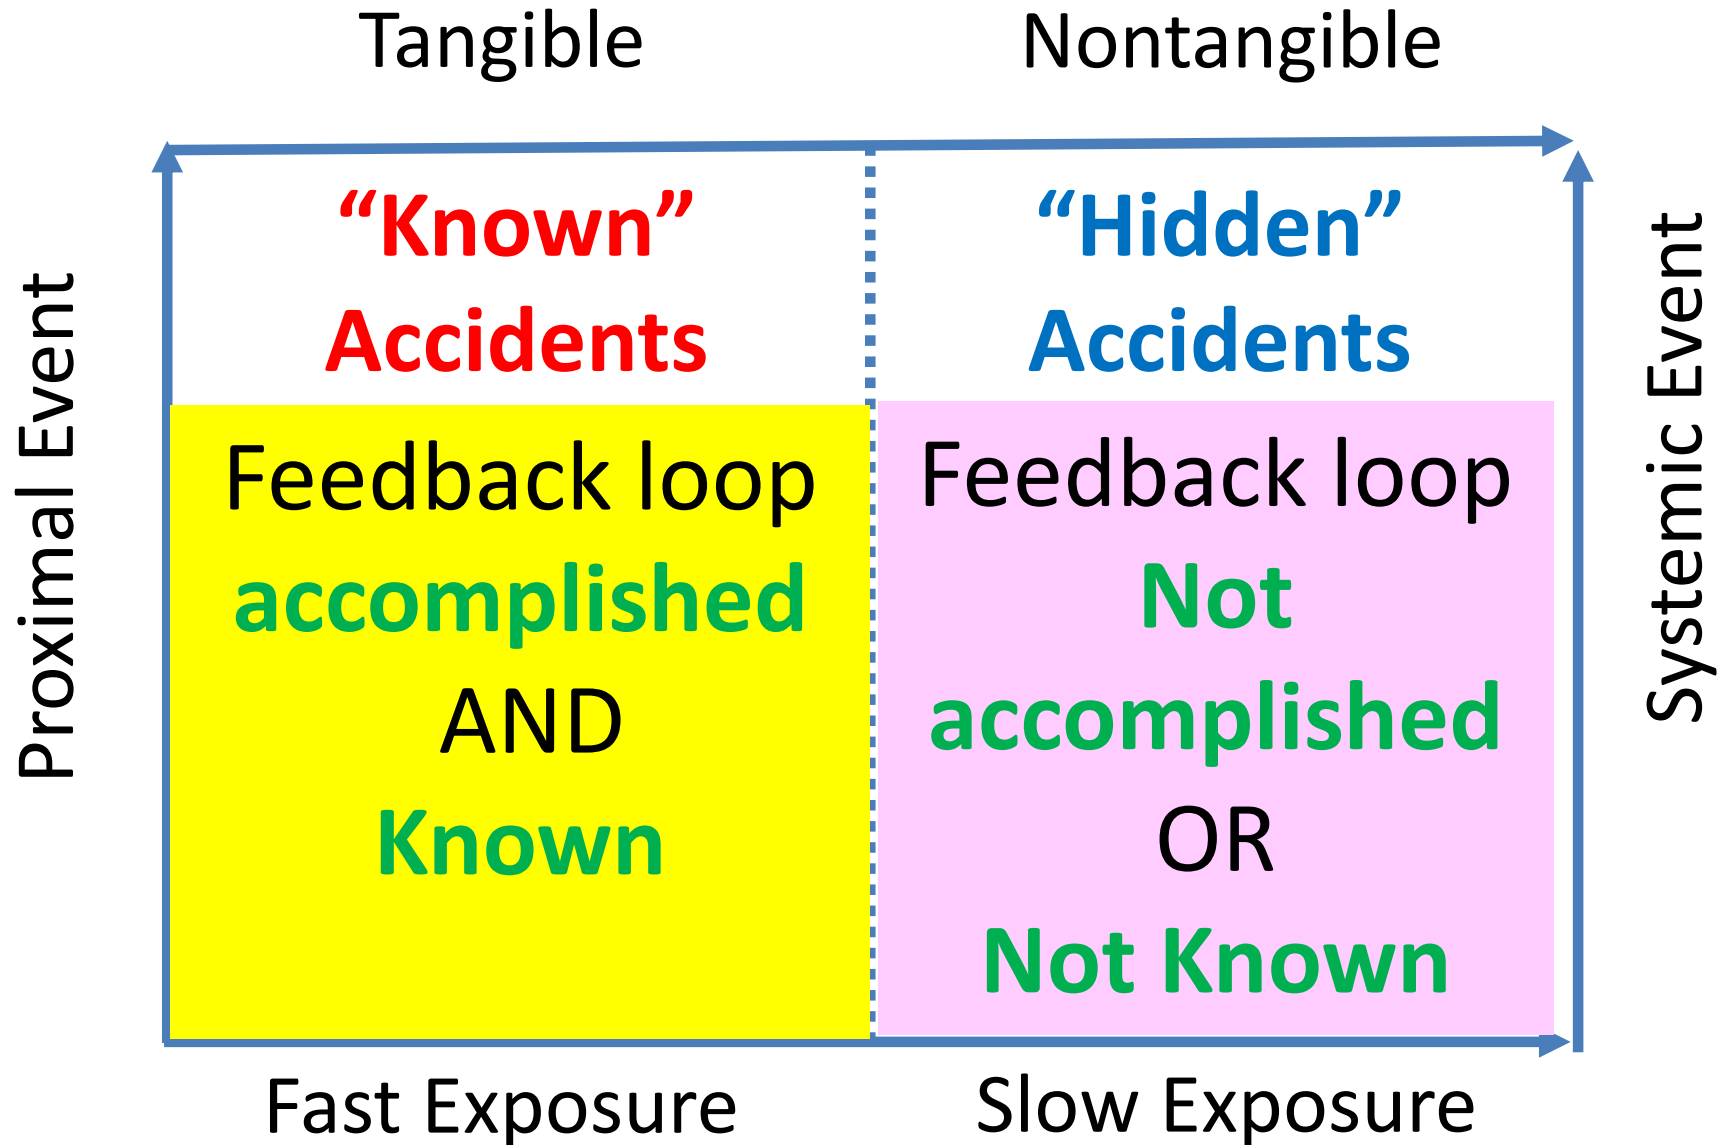 Tangible
Nontangible
Proximal Event
“Known”
Accidents
Feedback loop
accomplished
AND
Known
“Hidden”
Accidents
Feedback loop
Not
accomplished
OR
Not Known
Systemic Event
Fast Exposure
Slow Exposure